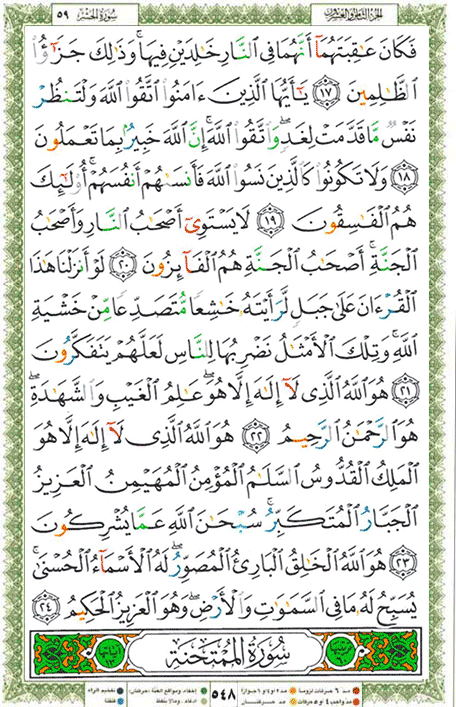 الجزء الثامن والعشرون سورة الحشر ٥٩
فَكَانَ عَٰقِبَتَهُمَآ أَنَّهُمَا فِى ٱلنَّارِ خَٰلِدَيْنِ فِيهَا ۚ وَذَٰلِكَ جَزَٰٓؤُا۟
ٱلظَّٰلِمِينَ ۝١٧ يَٰٓأَيُّهَا ٱلَّذِينَ ءَامَنُوا۟ ٱتَّقُوا۟ ٱللَّهَ وَلْتَنظُرْ
نَفْسٌ مَّا قَدَّمَتْ لِغَدٍ ۖ وَٱتَّقُوا۟ ٱللَّهَ ۚ إِنَّ ٱللَّهَ خَبِيرٌۢ بِمَا تَعْمَلُونَ
۝١٨ وَلَا تَكُونُوا۟ كَٱلَّذِينَ نَسُوا۟ ٱللَّهَ فَأَنسَىٰهُمْ أَنفُسَهُمْ ۚ أُو۟لَٰٓئِكَ
هُمُ ٱلْفَٰسِقُونَ ۝١٩ لَا يَسْتَوِىٓ أَصْحَٰبُ ٱلنَّارِ وَأَصْحَٰبُ
ٱلْجَنَّةِ ۚ أَصْحَٰبُ ٱلْجَنَّةِ هُمُ ٱلْفَآئِزُونَ ۝٢٠ لَوْ أَنزَلْنَا هَٰذَا
ٱلْقُرْءَانَ عَلَىٰ جَبَلٍ لَّرَأَيْتَهُۥ خَٰشِعًا مُّتَصَدِّعًا مِّنْ خَشْيَةِ
ٱللَّهِ ۚ وَتِلْكَ ٱلْأَمْثَٰلُ نَضْرِبُهَا لِلنَّاسِ لَعَلَّهُمْ يَتَفَكَّرُونَ
۝٢١ هُوَ ٱللَّهُ ٱلَّذِى لَآ إِلَٰهَ إِلَّا هُوَ ۖ عَٰلِمُ ٱلْغَيْبِ وَٱلشَّهَٰدَةِ ۖ
هُوَ ٱلرَّحْمَٰنُ ٱلرَّحِيمُ ۝٢٢ هُوَ ٱللَّهُ ٱلَّذِى لَآ إِلَٰهَ إِلَّا هُوَ
ٱلْمَلِكُ ٱلْقُدُّوسُ ٱلسَّلَٰمُ ٱلْمُؤْمِنُ ٱلْمُهَيْمِنُ ٱلْعَزِيزُ
ٱلْجَبَّارُ ٱلْمُتَكَبِّرُ ۚ سُبْحَٰنَ ٱللَّهِ عَمَّا يُشْرِكُونَ
۝٢٣ هُوَ ٱللَّهُ ٱلْخَٰلِقُ ٱلْبَارِئُ ٱلْمُصَوِّرُ ۖ لَهُ ٱلْأَسْمَآءُ ٱلْحُسْنَىٰ ۚ
يُسَبِّحُ لَهُۥ مَا فِى ٱلسَّمَٰوَٰتِ وَٱلْأَرْضِ ۖ وَهُوَ ٱلْعَزِيزُ ٱلْحَكِيمُ ۝٢٤
سُورَةُ المُمْتَحنَة
٥٤٨